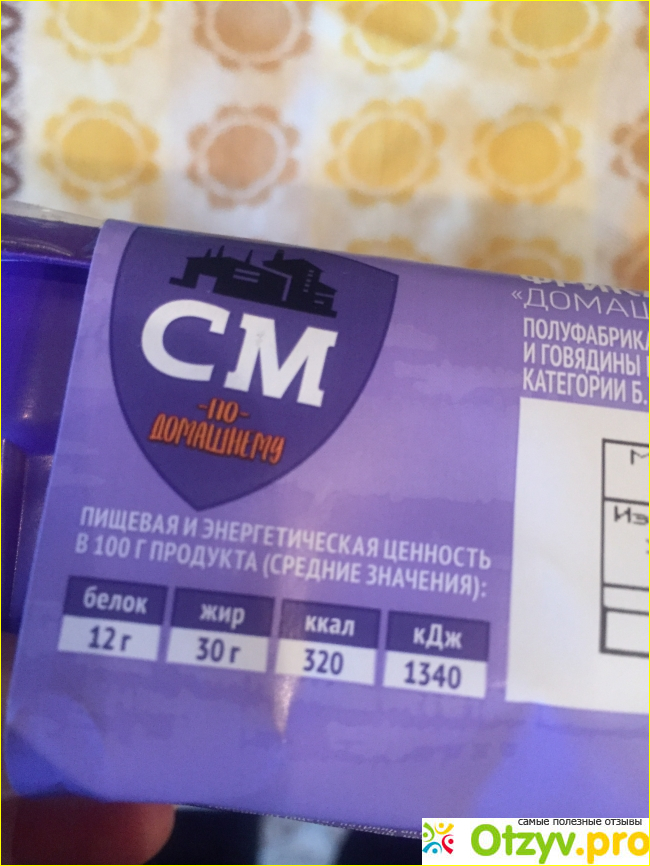 СМ
-ПО-
ДОМАШНЕМУ
ПИЩЕВАЯ И ЭНЕРГЕТИЧЕСКАЯ ЦЕННОСТЬ
В 100 Г ПРОДУКТА (СРЕДНИЕ ЗНАЧЕНИЯ):
белок жир ккал кДж
12 г 30 г 320 1340
«ДОМАШ
ПОЛУФАБРИКА
И ГОВЯДИНЫ
КАТЕГОРИИ Б.
Из
самые полезные отзывы
Otzyv.pro